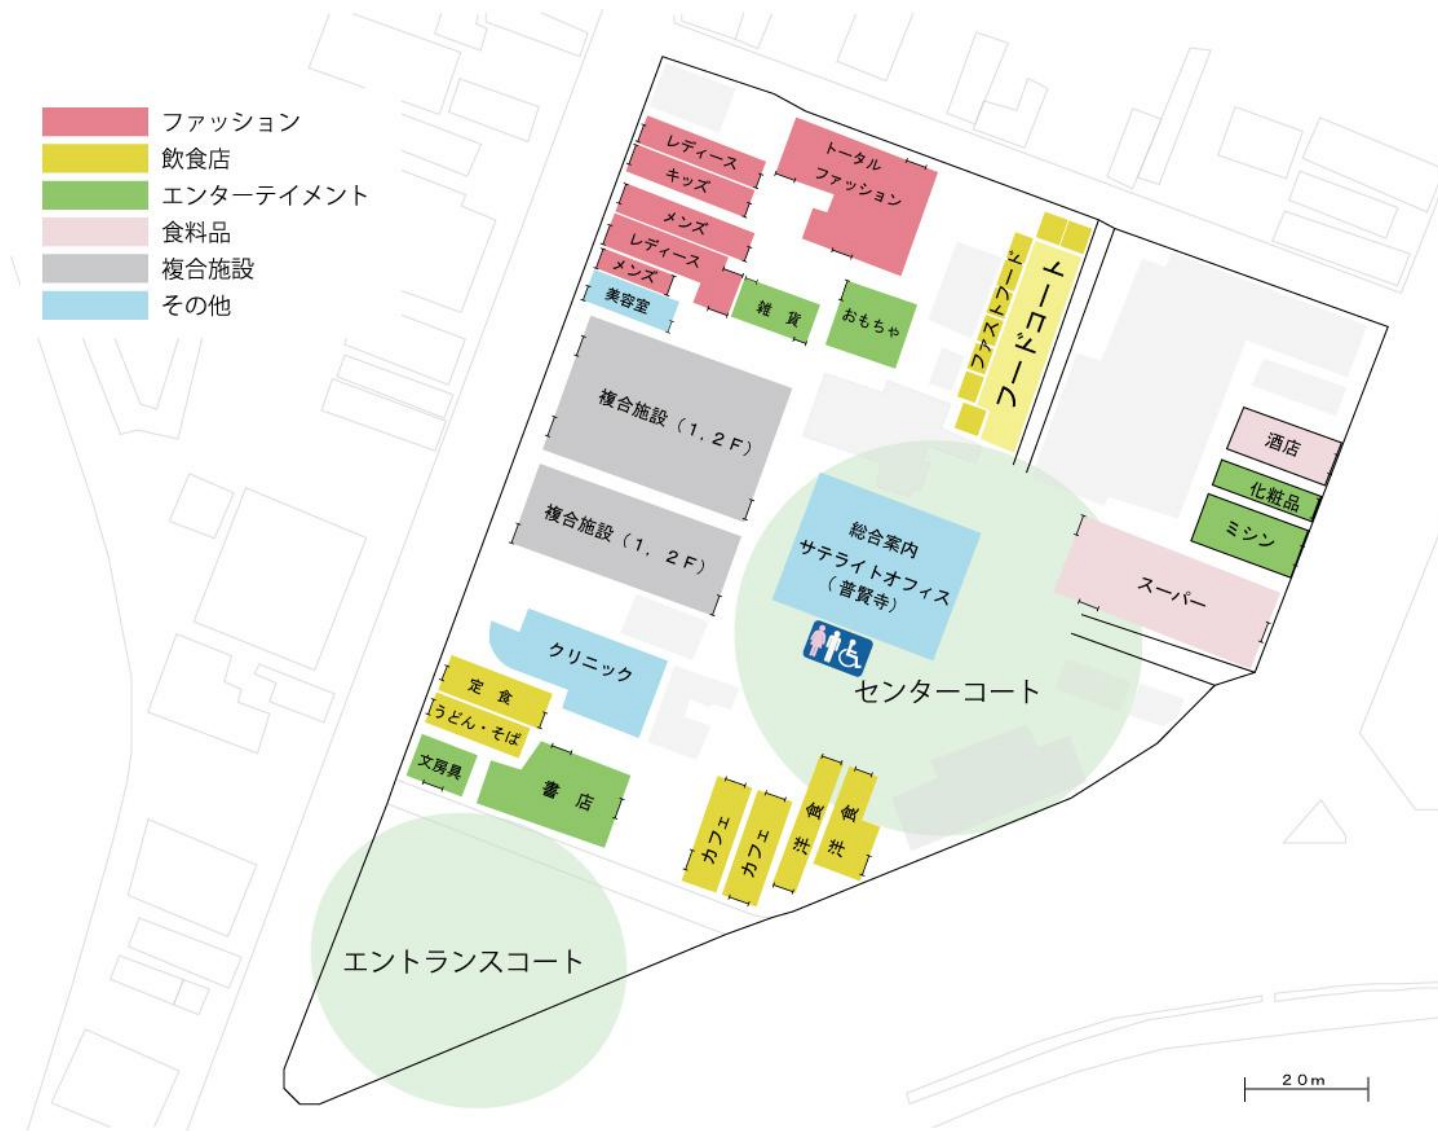 ファッション
飲食店
エンターテイメント
食料品
複合施設
その他
レディース
キッズ
メンズ
レディース
メンズ
美容室
雑 貨
トータル
ファッション
おもちゃ
ファストフード
フードコート
酒店
化粧品
ミシン
スーパー
複合施設（1，2F）
複合施設（1，2F）
総合案内
サテライトオフィス
（普賢寺）
センターコート
クリニック
定 食
うどん・そば
文房具
書 店
カフェ
カフェ
洋 食
洋 食
エントランスコート
20m